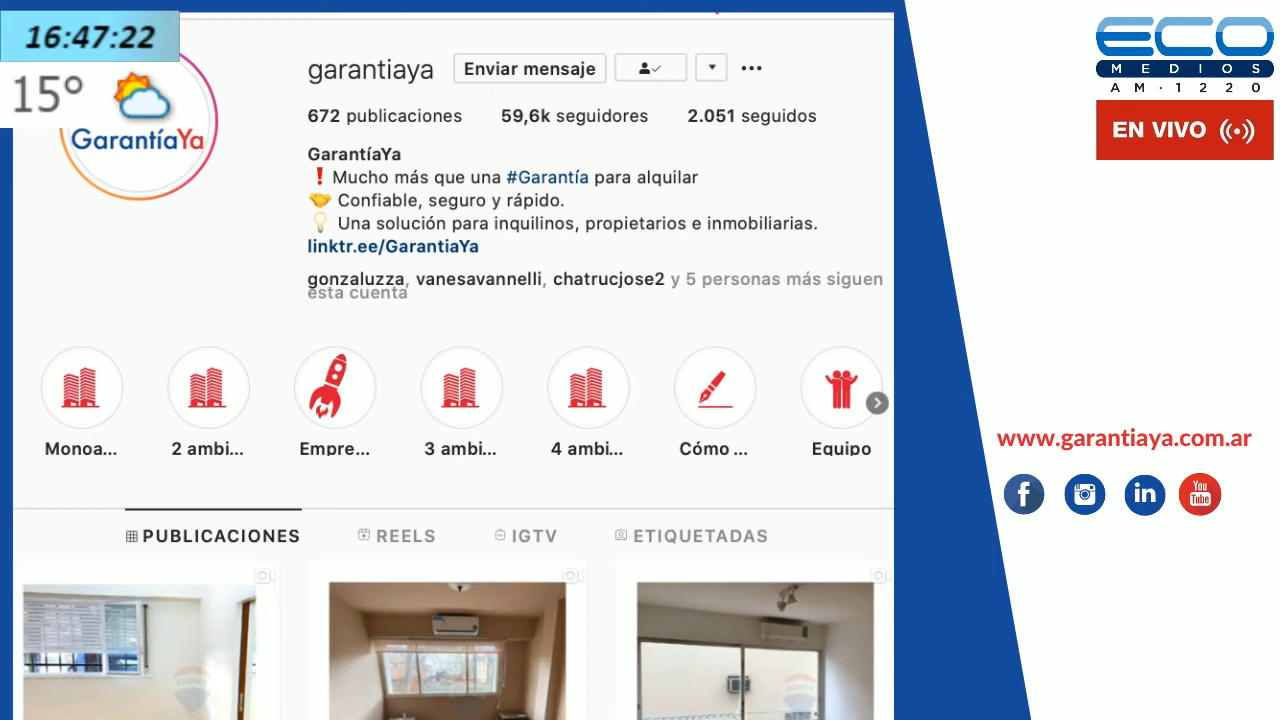 16:47:22
15°
GarantíaYa
garantiaya
Enviar mensaje
672 publicaciones 59,6k seguidores 2.051 seguidos
GarantíaYa
Mucho más que una #Garantía para alquilar
Confiable, seguro y rápido.
Una solución para inquilinos, propietarios e inmobiliarias.
linktr.ee/GarantiaYa
gonzaluzza, vanesavannelli, chatrucjose2 y 5 personas más siguen
esta cuenta
Monoa... 2 ambi... Empre... 3 ambi... 4 ambi... Cómo ... Equipo
PUBLICACIONES REELS IGTV ETIQUETADAS
ECO
MEDIOS
AM·1220
EN VIVO
www.garantiaya.com.ar
f in You Tube